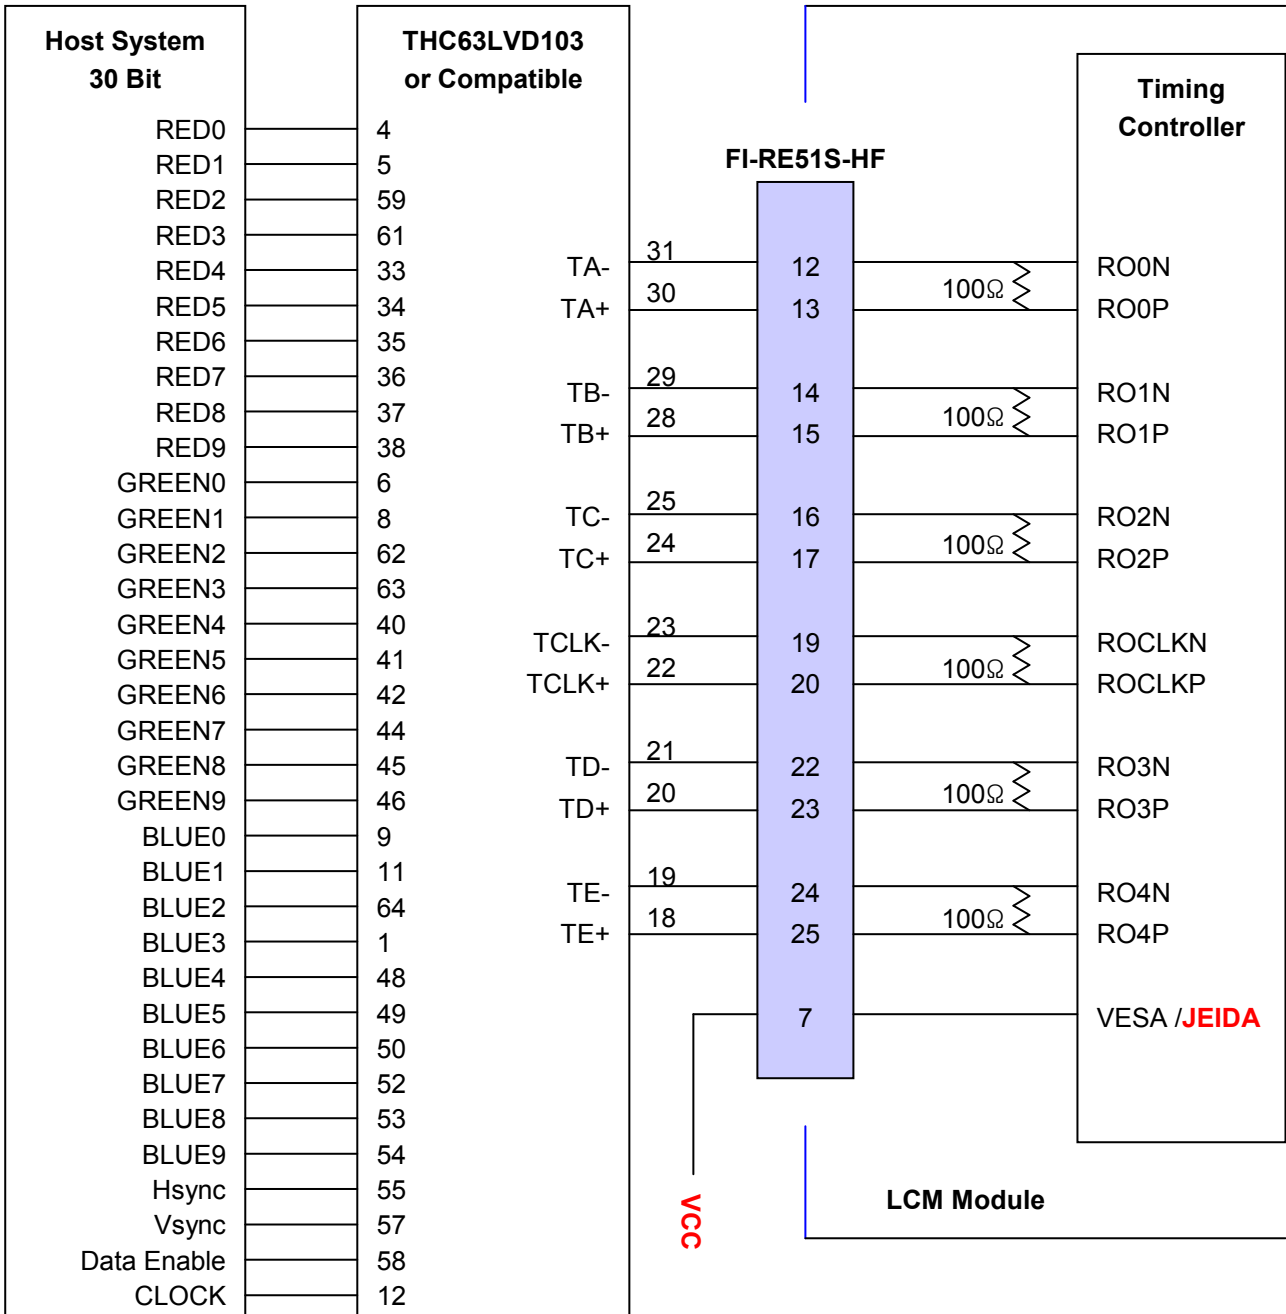 Host System
30 Bit
RED0
RED1
RED2
RED3
RED4
RED5
RED6
RED7
RED8
RED9
GREEN0
GREEN1
GREEN2
GREEN3
GREEN4
GREEN5
GREEN6
GREEN7
GREEN8
GREEN9
BLUE0
BLUE1
BLUE2
BLUE3
BLUE4
BLUE5
BLUE6
BLUE7
BLUE8
BLUE9
Hsync
Vsync
Data Enable
CLOCK
THC63LVD103
or Compatible
4
5
59
61
33
34
35
36
37
38
6
8
62
63
40
41
42
44
45
46
9
11
64
1
48
49
50
52
53
54
55
57
58
12
TA-
TA+
TB-
TB+
TC-
TC+
TCLK-
TCLK+
TD-
TD+
TE-
TE+
31
30
29
28
25
24
23
22
21
20
19
18
VCC
FI-RE51S-HF
12
13
14
15
16
17
19
20
22
23
24
25
7
100Ω
100Ω
100Ω
100Ω
100Ω
100Ω
Timing
Controller
RO0N
RO0P
RO1N
RO1P
RO2N
RO2P
ROCLKN
ROCLKP
RO3N
RO3P
RO4N
RO4P
VESA /JEIDA
LCM Module